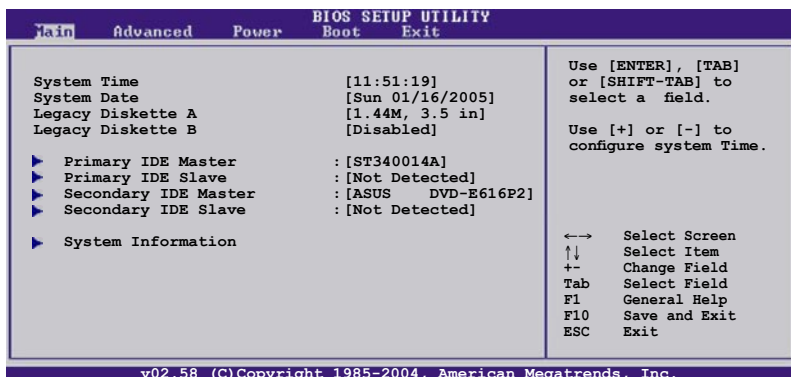 BIOS SETUP UTILITY
Main Advanced Power Boot Exit
System Time [11:51:19]
System Date [Sun 01/16/2005]
Legacy Diskette A [1.44M, 3.5 in]
Legacy Diskette B [Disabled]
Primary IDE Master :[ST340014A]
Primary IDE Slave :[Not Detected]
Secondary IDE Master :[ASUS DVD-E616P2]
Secondary IDE Slave :[Not Detected]
System Information
Use [ENTER], [TAB]
or [SHIFT-TAB] to
select a field.
Use [+] or [-] to
configure system Time.
←→ Select Screen
↑↓ Select Item
+- Change Field
Tab Select Field
F1 General Help
F10 Save and Exit
ESC Exit
v02.58 (C)Copyright 1985-2004, American Megatrends, Inc.